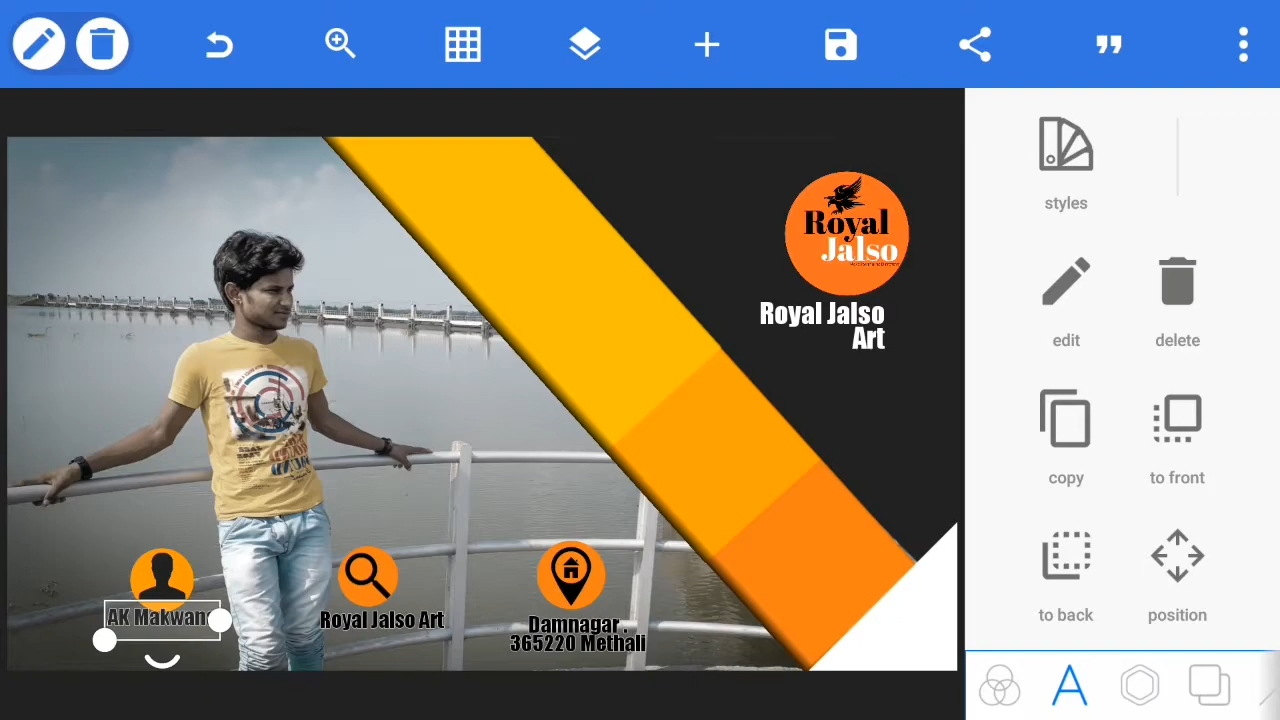 styles
edit
delete
copy
to front
to back
position
Royal
Jalso
Royal Jalso
Art
AK Makwana
Royal Jalso Art
Damnagar .
365220 Methali